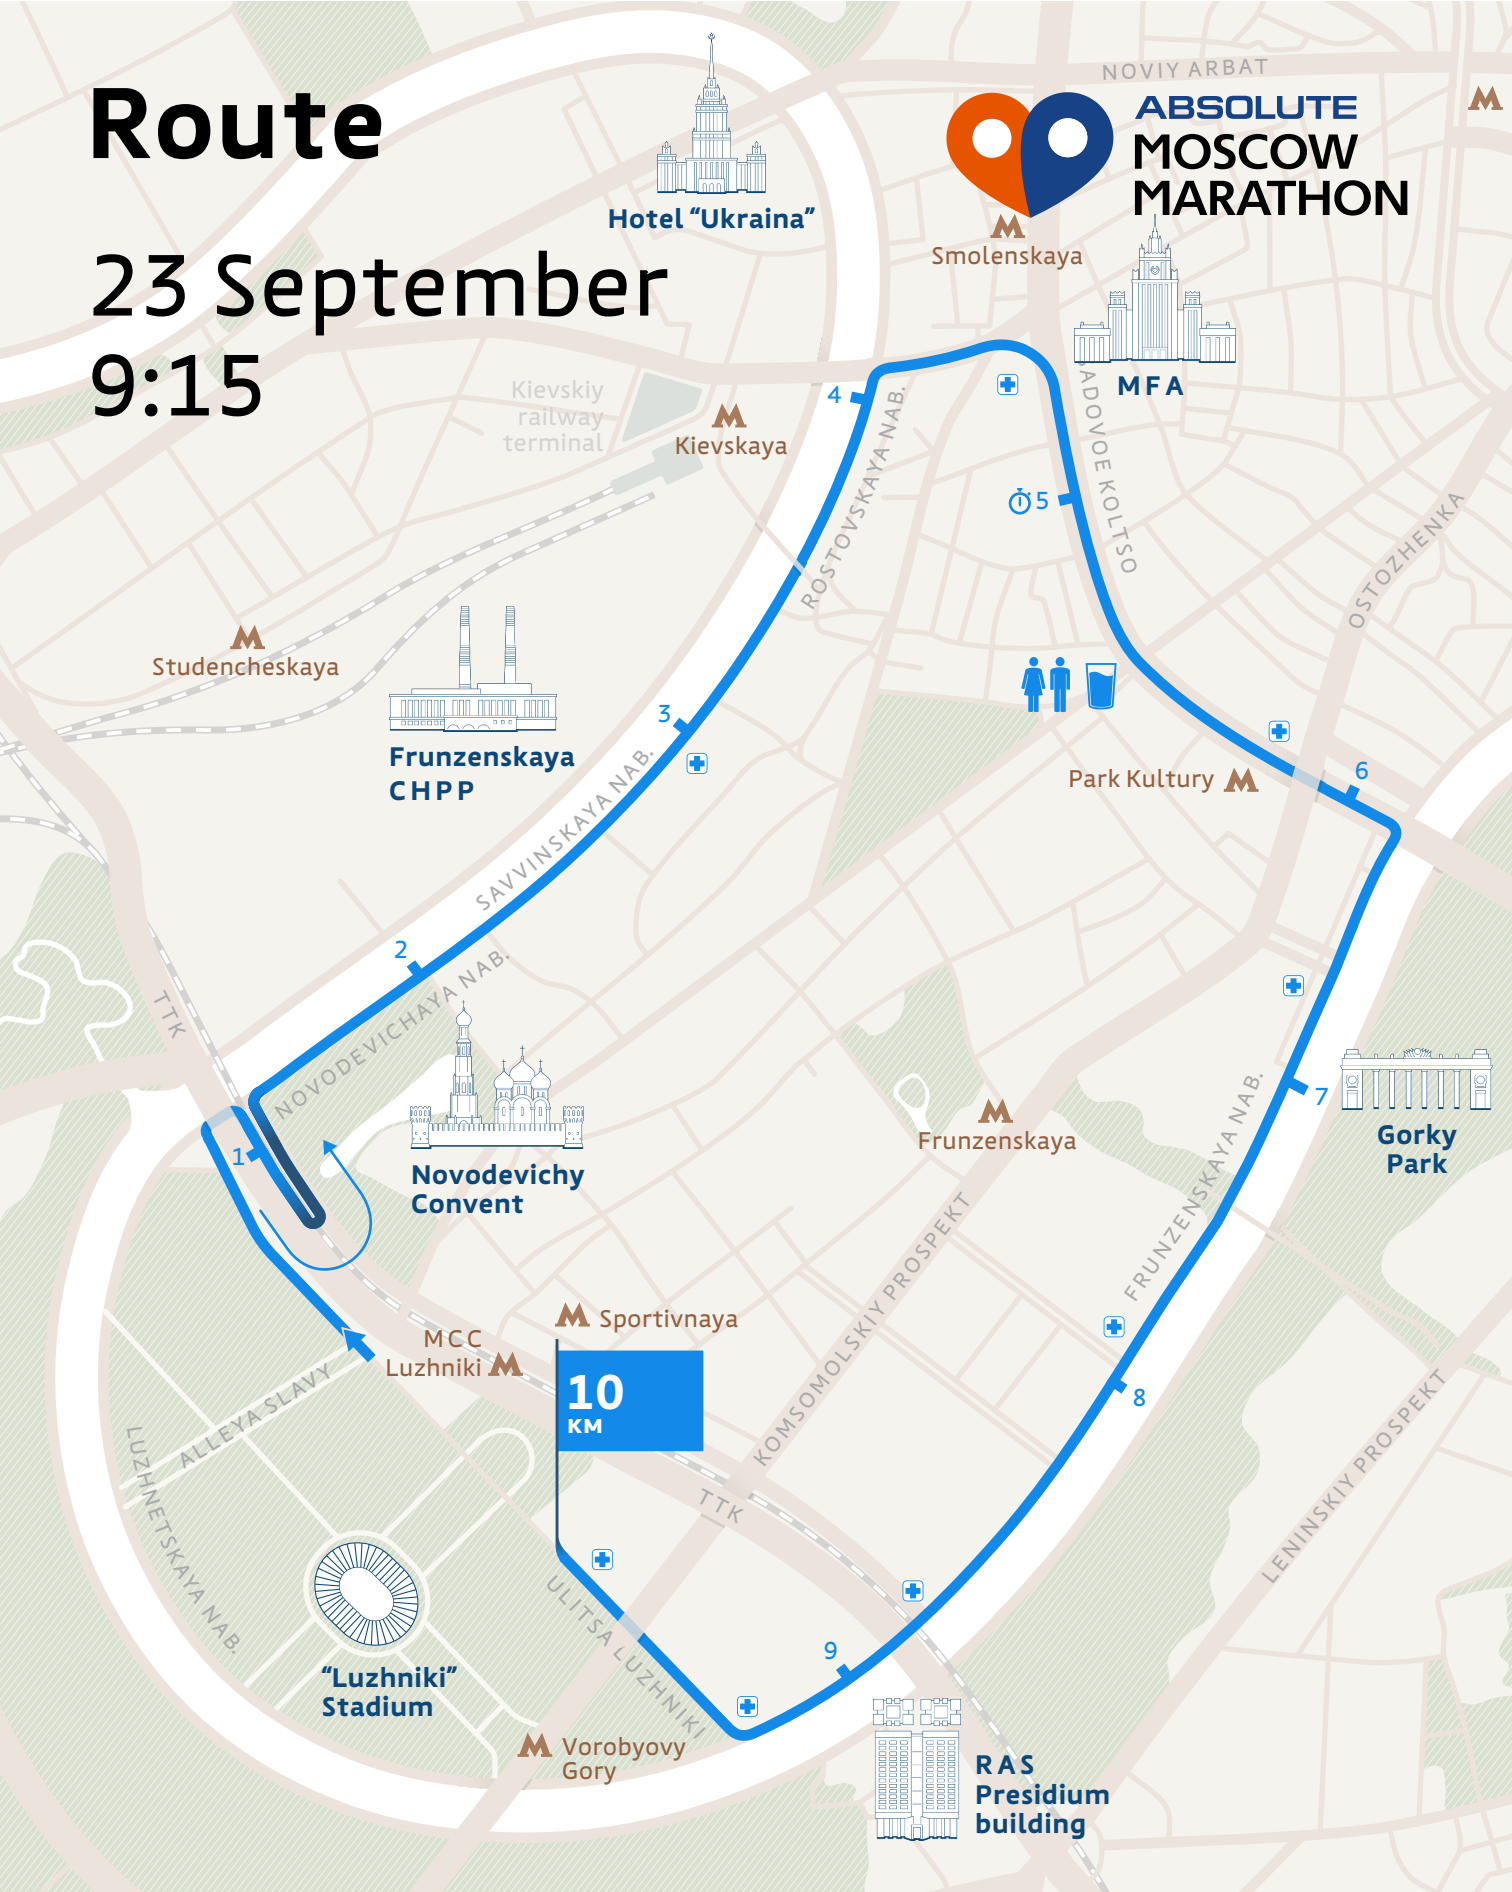 Route
23 September
9:15
NOVIY ARBAT
ABSOLUTE
MOSCOW
MARATHON
Hotel “Ukraina”
Smolenskaya
MFA
Kievskiy
railway
terminal
Kievskaya
4
ROSTOVSKAYA NAB.
SADOVOE KOLTSO
5
OSTOZHENKA
Studencheskaya
3
Frunzenskaya
CHPP
SAVVINSKAYA NAB.
Park Kultury
6
2
NOVODEVICHAYA NAB.
TTK
1
Novodevichy
Convent
Frunzenskaya
7
Gorky
Park
FRUNZENSKAYA NAB.
KOMSOMOLSKIY PROSPEKT
Sportivnaya
MCC
Luzhniki
10
KM
8
ALLEYA SLAVY
LUZHNETSKAYA NAB.
LENINSKIY PROSPEKT
TTK
ULITSA LUZHNIKI
9
“Luzhniki”
Stadium
Vorobyovy
Gory
RAS
Presidium
building